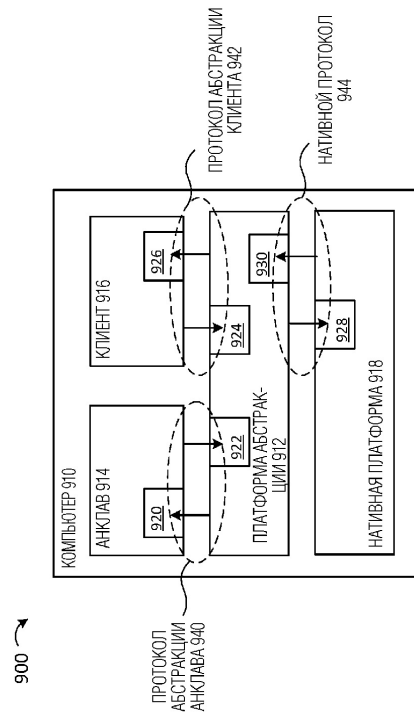 900
КОМПЬЮТЕР 910
АНКЛАВ 914
КЛИЕНТ 916
920
926
922
924
ПЛАТФОРМА АБСТРАК-
ЦИИ 912
930
928
НАТИВНАЯ ПЛАТФОРМА 918
ПРОТОКОЛ
АБСТРАКЦИИ
АНКЛАВА 940
ПРОТОКОЛ АБСТРАКЦИИ
КЛИЕНТА 942
НАТИВНОЙ ПРОТОКОЛ
944